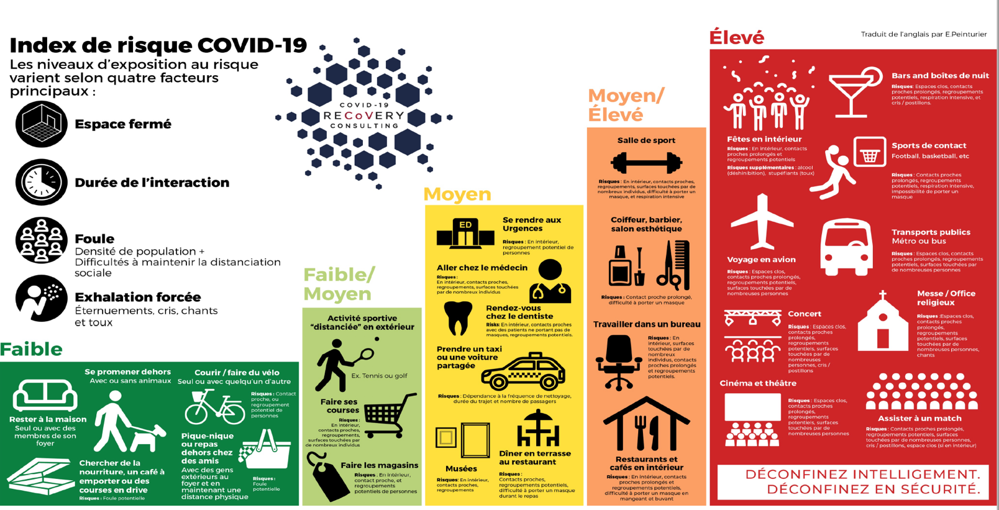 Index de risque COVID-19
Les niveaux d'exposition au risque
varient selon quatre facteurs
principaux :
Espace fermé
Durée de l'interaction
Foule
Densité de population +
Difficultés à maintenir la distanciation
sociale
Exhalation forcée
Éternuements, cris, chants
et toux
COVID-19
RECOVERY
CONSULTING
Traduit de l'anglais par E.Peinturier
Faible
Rester à la maison
Seul ou avec des
membres de son
foyer
Se promener dehors
Avec ou sans animaux
Courir / faire du vélo
Seul ou avec quelqu'un d'autre
Risques : Contact
proche, ou
regroupement
potentiel de
personnes
Chercher de la
nourriture, un café à
emporter ou des
courses en drive
Risques : Foule potentielle
Pique-nique
ou repas
dehors chez
des amis
Avec des gens
extérieurs au
foyer et en
maintenant une
distance physique
Risques :
Foule
potentielle
Faible/
Moyen
Activité sportive
"distanciée" en extérieur
Ex. Tennis ou golf
Faire ses
courses
Risques :
En intérieur,
contacts proches,
regroupements,
surfaces touchées par
de nombreux individus
Faire les magasins
Risques : En intérieur,
contact proche, et
regroupements
potentiels de personnes
Moyen
ED
Se rendre aux
Urgences
Risques : En intérieur,
regroupement potentiel de
personnes
Aller chez le médecin
Risques :
En intérieur, contacts proches,
regroupements, surfaces touchées
par de nombreux individus
Rendez-vous
chez le dentiste
Risks: En intérieur, contacts proches
avec des patients ne portant pas de
masques, regroupements potentiels.
Prendre un taxi
ou une voiture
partagée
Risques : Dépendance à la fréquence de nettoyage,
durée du trajet et nombre de passagers
Musées
Risques: En intérieur,
contacts proches,
regroupements
Dîner en terrasse
au restaurant
Risques :
Contacts proches,
regroupements potentiels,
difficulté à porter un masque
durant le repas
Moyen/
Élevé
Salle de sport
Risques : En intérieur, contacts proches,
regroupements, surfaces touchées par de
nombreux individus, difficulté à porter un
masque, et respiration intensive
Coiffeur, barbier,
salon esthétique
Risques : Contact proche prolongé,
difficulté à porter un masque
Travailler dans un bureau
Risques : En
intérieur, surfaces
touchées par de
nombreux
individus, contacts
proches prolongés
et regroupements
potentiels.
Restaurants et
cafés en intérieur
Risques : En intérieur, contacts
proches prolongés et
regroupements potentiels,
difficulté à porter un masque en
mangeant et buvant
Élevé
Fêtes en intérieur
Risques : En intérieur, contacts
proches prolongés et
regroupements potentiels
Risques supplémentaires : alcool
(déshinibition), stupéfiants (toux)
Bars and boîtes de nuit
Risques: Espaces clos, contacts
proches prolongés, regroupements
potentiels, respiration intensive, et
cris / postillons.
Sports de contact
Football, basketball, etc
Risques : Contacts proches
prolongés, regroupements
potentiels, respiration intensive,
impossibilité de porter un
masque
Voyage en avion
Risques : Espaces clos,
contacts proches prolongés,
regroupements potentiels,
surfaces touchées par de
nombreuses personnes
Transports publics
Métro ou bus
Risques : Espaces clos, contacts
proches prolongés, regroupements
potentiels, surfaces touchées par
de nombreuses personnes
Concert
Risques : Espaces clos,
contacts proches
prolongés,
regroupements
potentiels, surfaces
touchées par de
nombreuses
personnes, cris /
postillons
Messe / Office
religieux
Risques :Espaces clos,
contacts proches
prolongés,
regroupements
potentiels, surfaces
touchées par de
nombreuses personnes,
chants
Cinéma et théâtre
Risques : Espaces clos,
contacts proches
prolongés,
regroupements
potentiels, surfaces
touchées par de
nombreuses personnes
Assister à un match
Risques : Contacts proches prolongés,
regroupements potentiels, surfaces
touchées par de nombreuses personnes,
cris / postillons, espace clos (si en intérieur)
DÉCONFINEZ INTELLIGEMENT.
DÉCONFINEZ EN SÉCURITÉ.